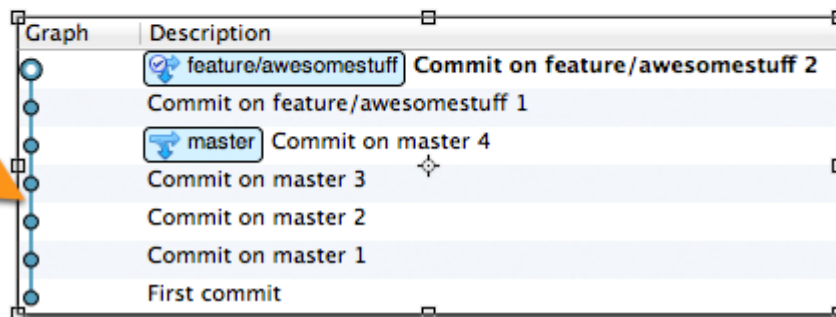 Graph Description
feature/awesomestuff Commit on feature/awesomestuff 2
Commit on feature/awesomestuff 1
master Commit on master 4
Commit on master 3
Commit on master 2
Commit on master 1
First commit